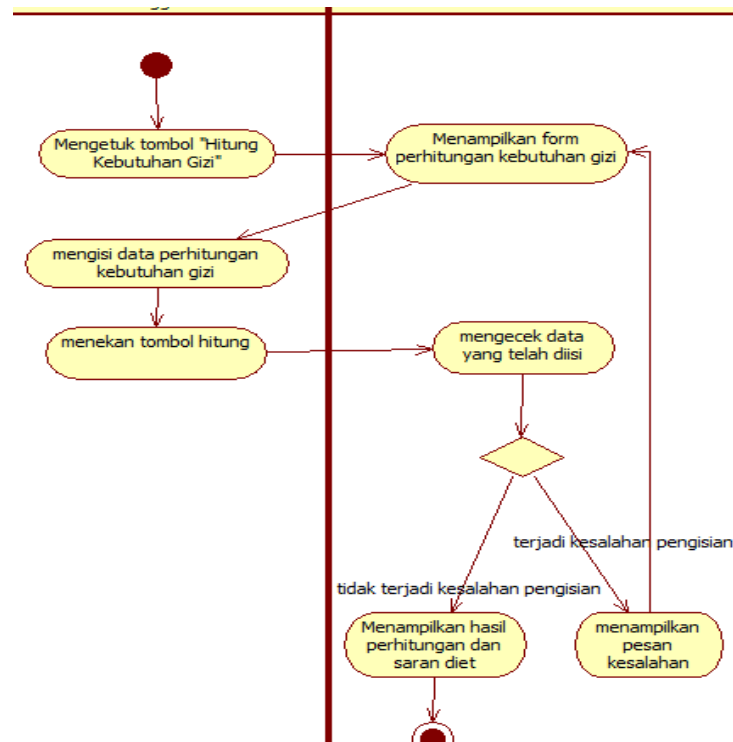 Mengetuk tombol "Hitung
Kebutuhan Gizi"
Menampilkan form
perhitungan kebutuhan gizi
mengisi data perhitungan
kebutuhan gizi
menekan tombol hitung
mengecek data
yang telah diisi
terjadi kesalahan pengisian
tidak terjadi kesalahan pengisian
Menampilkan hasil
perhitungan dan
saran diet
menampilkan
pesan
kesalahan